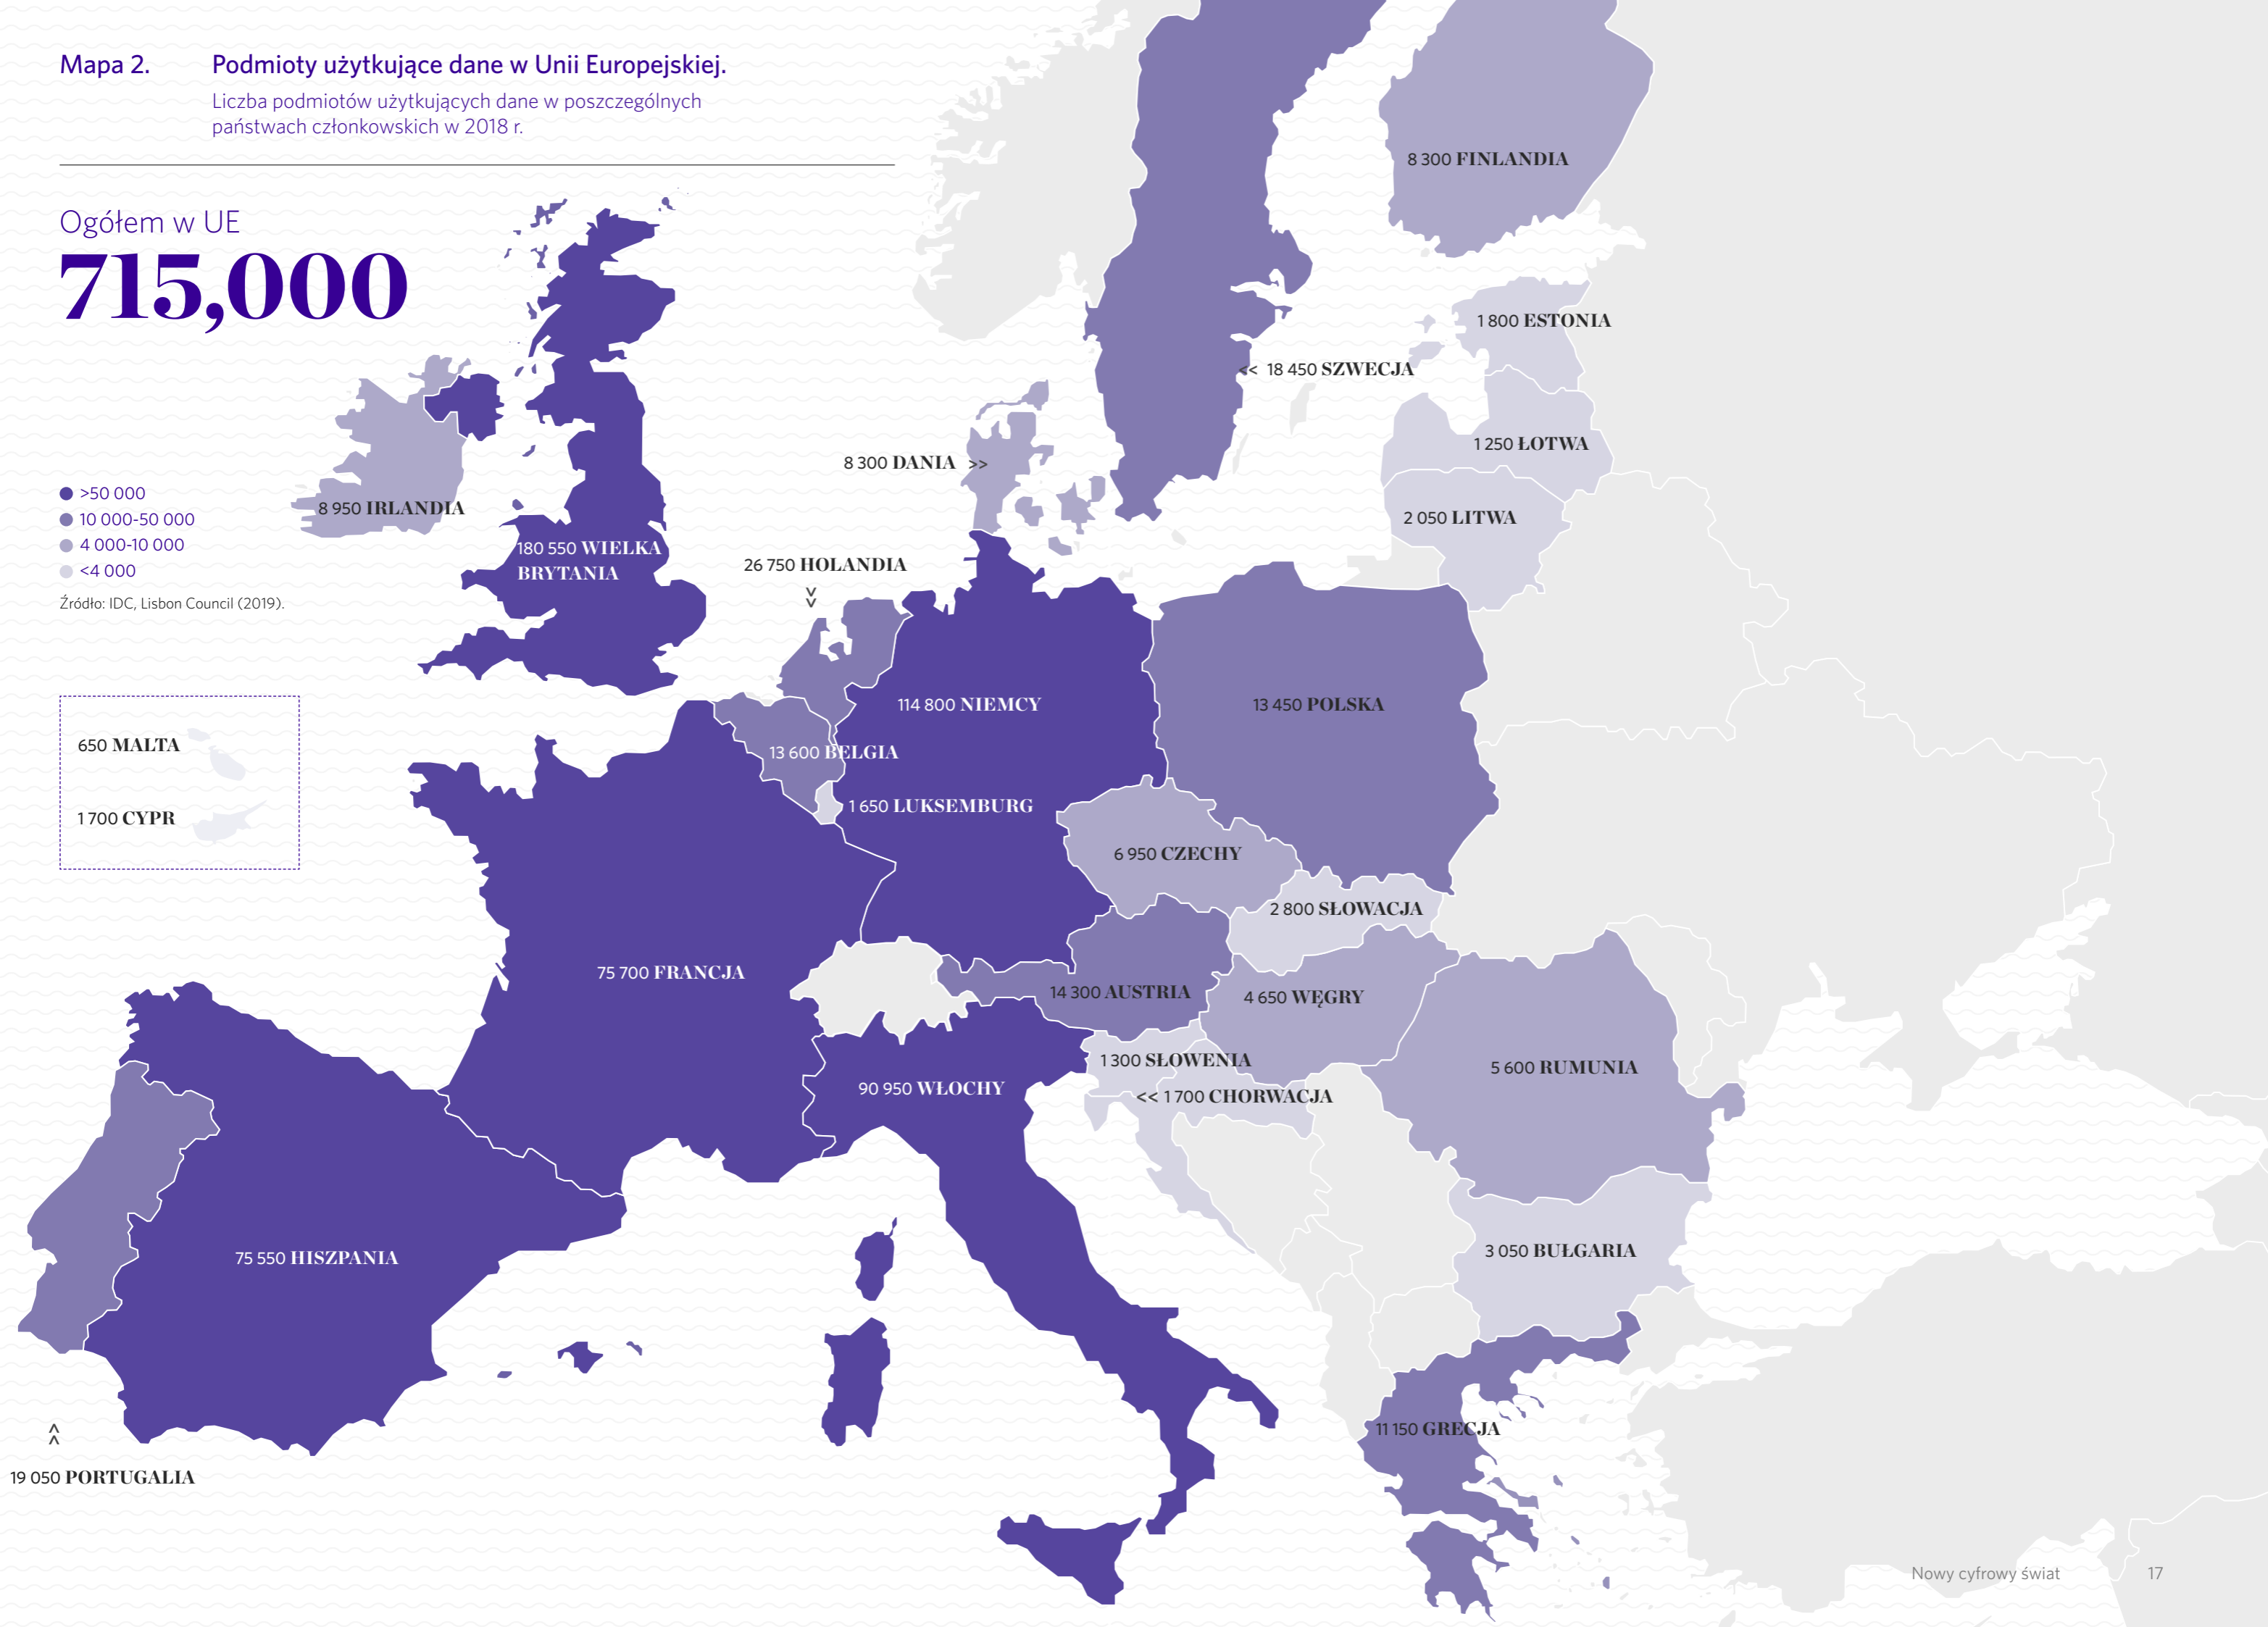 Mapa 2.
Podmioty użytkujące dane w Unii Europejskiej.
Liczba podmiotów użytkujących dane w poszczególnych
państwach członkowskich w 2018 r.
Ogółem w UE
715,000
>50 000
10 000-50 000
4 000-10 000
<4 000
Źródło: IDC, Lisbon Council (2019).
650 MALTA
1 700 CYPR
8 300 FINLANDIA
1 800 ESTONIA
<< 18 450 SZWECJA
1 250 ŁOTWA
8 300 DANIA >>
2 050 LITWA
8 950 IRLANDIA
180 550 WIELKA
BRYTANIA
26 750 HOLANDIA
>>
114 800 NIEMCY
13 450 POLSKA
13 600 BELGIA
1 650 LUKSEMBURG
6 950 CZECHY
2 800 SŁOWACJA
75 700 FRANCJA
14 300 AUSTRIA
4 650 WĘGRY
1 300 SŁOWENIA
5 600 RUMUNIA
90 950 WŁOCHY
<< 1 700 CHORWACJA
75 550 HISZPANIA
3 050 BUŁGARIA
11 150 GRECJA
>>
19 050 PORTUGALIA
Nowy cyfrowy świat
17